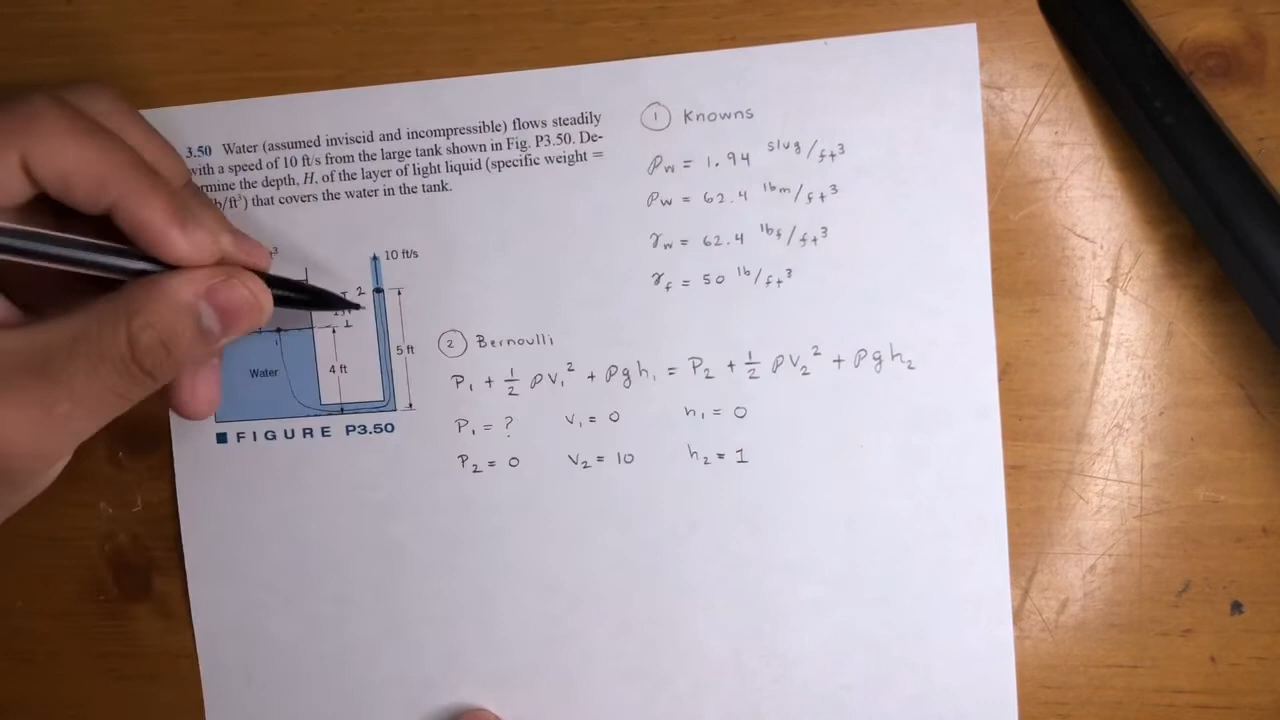 3.50 Water (assumed inviscid and incompressible) flows steadily
with a speed of 10 ft/s from the large tank shown in Fig. P3.50. De-
mine the depth, H, of the layer of light liquid (specific weight =
b/ft³) that covers the water in the tank.
10 ft/s
2
5 ft
4 ft
1
Water
FIGURE P3.50
① Knowns
ρw = 1.94 slug/ft³
ρw = 62.4 lbm/ft³
γw = 62.4 lbf/ft³
γf = 50 lb/ft³
② Bernoulli
P₁ + 1/2 ρv₁² + ρgh₁ = P₂ + 1/2 ρv₂² + ρgh₂
P₁ = ? v₁ = 0 h₁ = 0
P₂ = 0 v₂ = 10 h₂ = 1